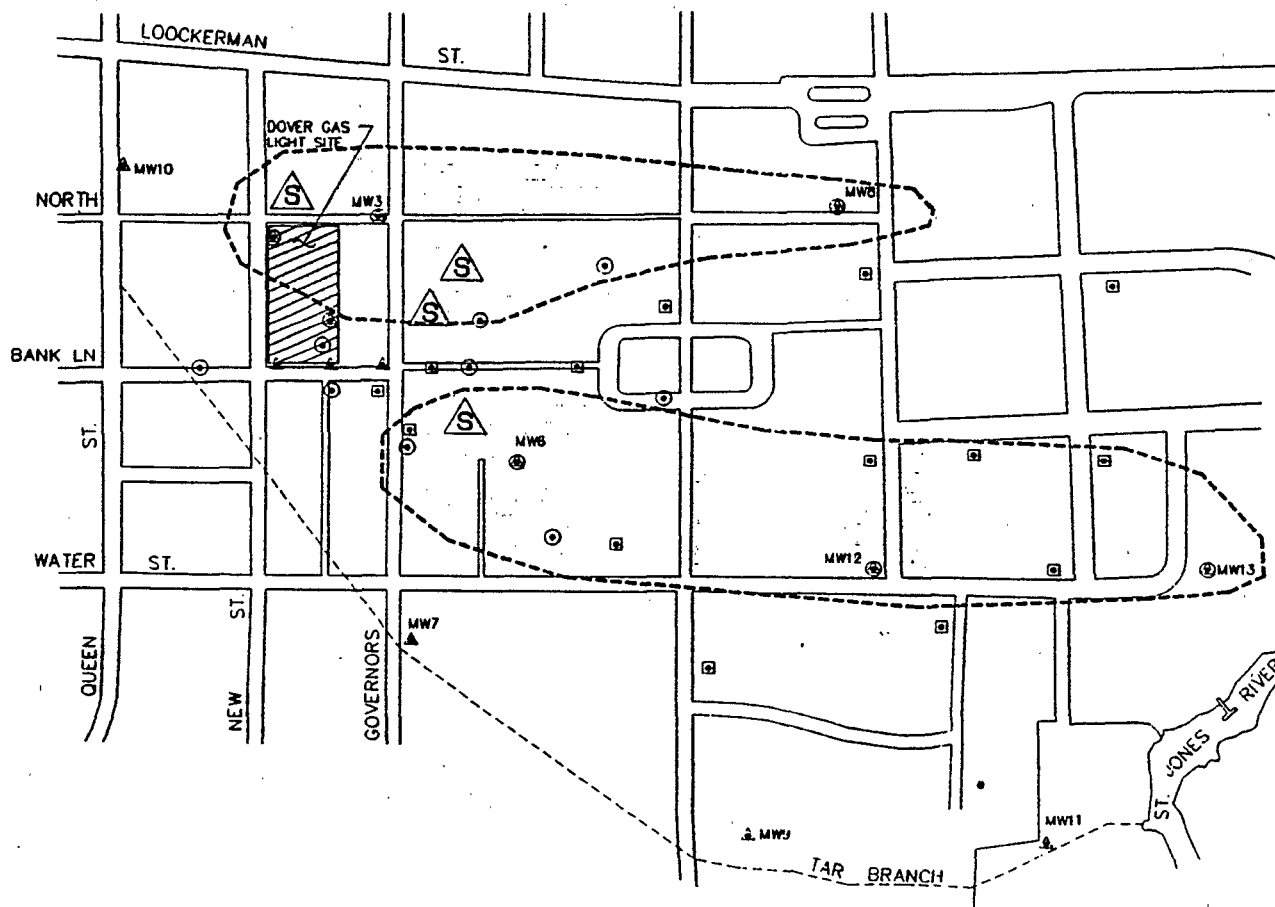 LOOCKERMAN
ST.
DOVER GAS
LIGHT SITE
MW10
NORTH
S
MW3
S
S
BANK LN
S
ST.
MW6
WATER ST.
MW12
MW13
QUEEN
NEW
ST.
GOVERNORS
MW7
ST. JONES RIVER
MW9
MW11
TAR BRANCH